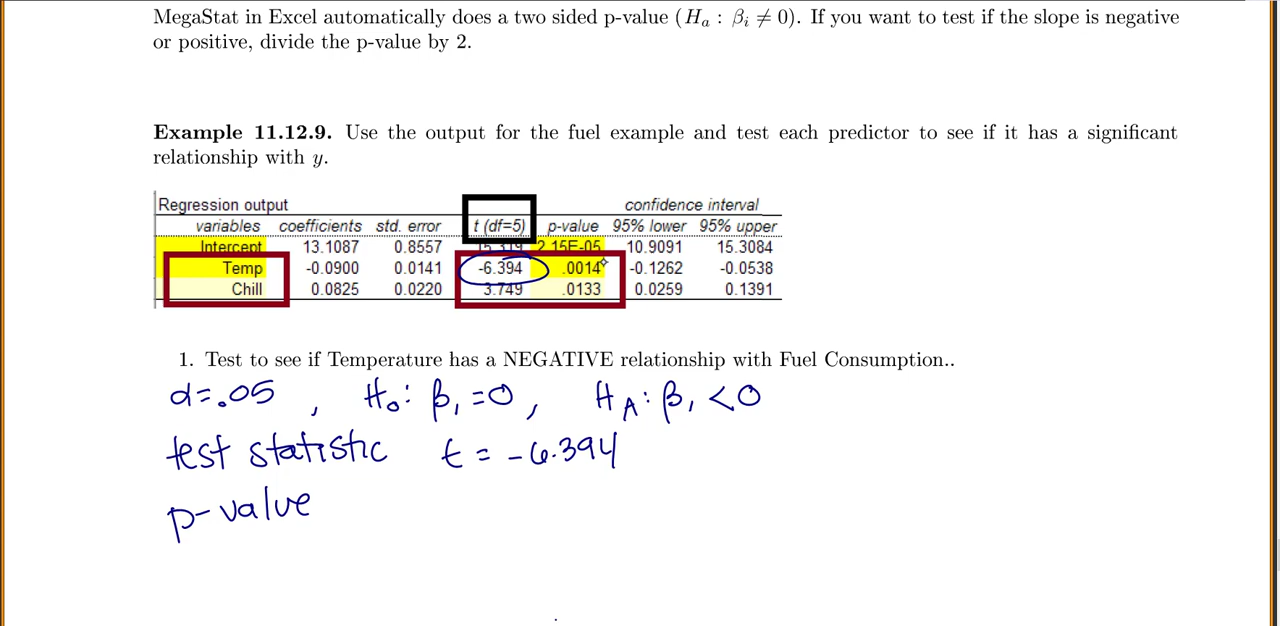 MegaStat in Excel automatically does a two sided p-value (Hₐ : βᵢ ≠ 0). If you want to test if the slope is negative
or positive, divide the p-value by 2.
Example 11.12.9. Use the output for the fuel example and test each predictor to see if it has a significant
relationship with y.
Regression output confidence interval
variables coefficients std. error t (df=5) p-value 95% lower 95% upper
Intercept 13.1087 0.8557 15.319 2.15E-05 10.9091 15.3084
Temp -0.0900 0.0141 -6.394 .0014 -0.1262 -0.0538
Chill 0.0825 0.0220 3.749 .0133 0.0259 0.1391
1. Test to see if Temperature has a NEGATIVE relationship with Fuel Consumption..
α=.05 , H₀: β₁=0, H_A: β₁<0
test statistic t = -6.394
p-value